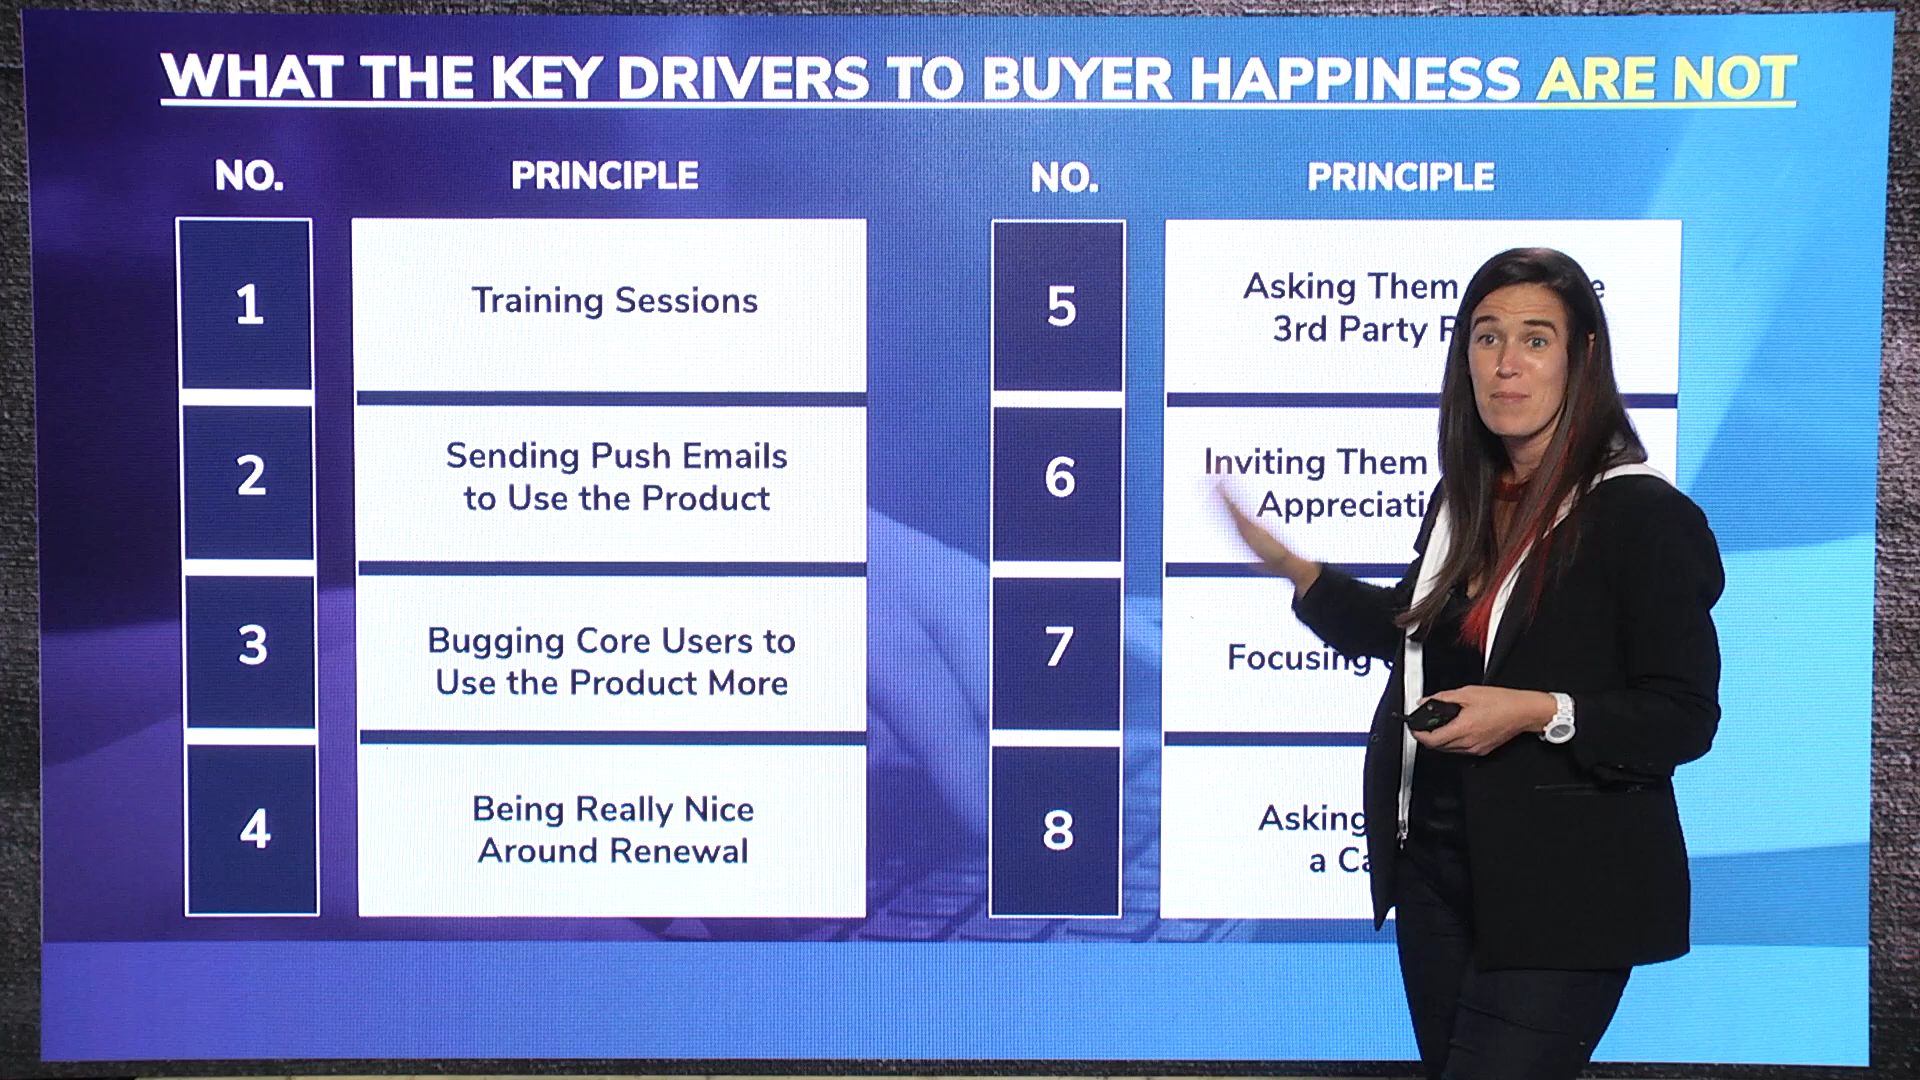 WHAT THE KEY DRIVERS TO BUYER HAPPINESS ARE NOT
NO. PRINCIPLE
1 Training Sessions
2 Sending Push Emails
to Use the Product
3 Bugging Core Users to
Use the Product More
4 Being Really Nice
Around Renewal
NO. PRINCIPLE
5 Asking Them
3rd Party
6 Inviting Them
7 Focusing
8 Asking
a